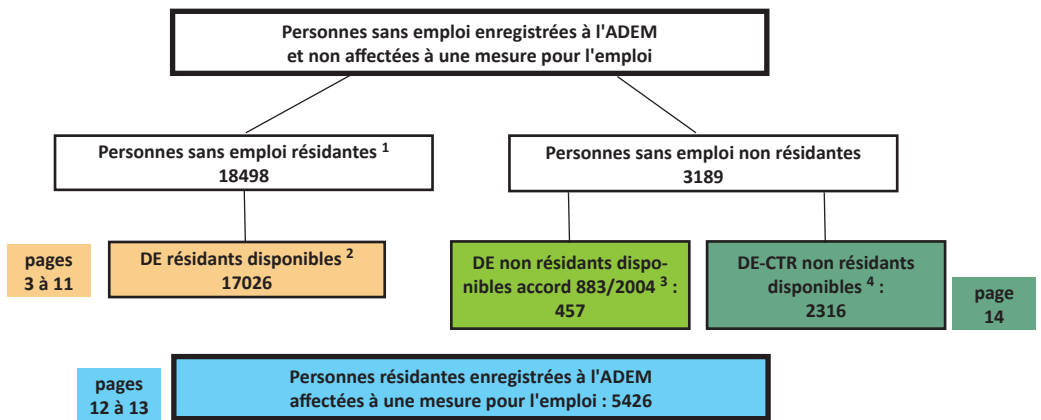 Personnes sans emploi enregistrées à l'ADEM
et non affectées à une mesure pour l'emploi
Personnes sans emploi résidantes ¹
18498
Personnes sans emploi non résidantes
3189
pages
3 à 11
DE résidants disponibles ²
17026
DE non résidants dispo-
nibles accord 883/2004 ³ :
457
DE-CTR non résidants
disponibles ⁴ :
2316
page
14
pages
12 à 13
Personnes résidantes enregistrées à l'ADEM
affectées à une mesure pour l'emploi : 5426